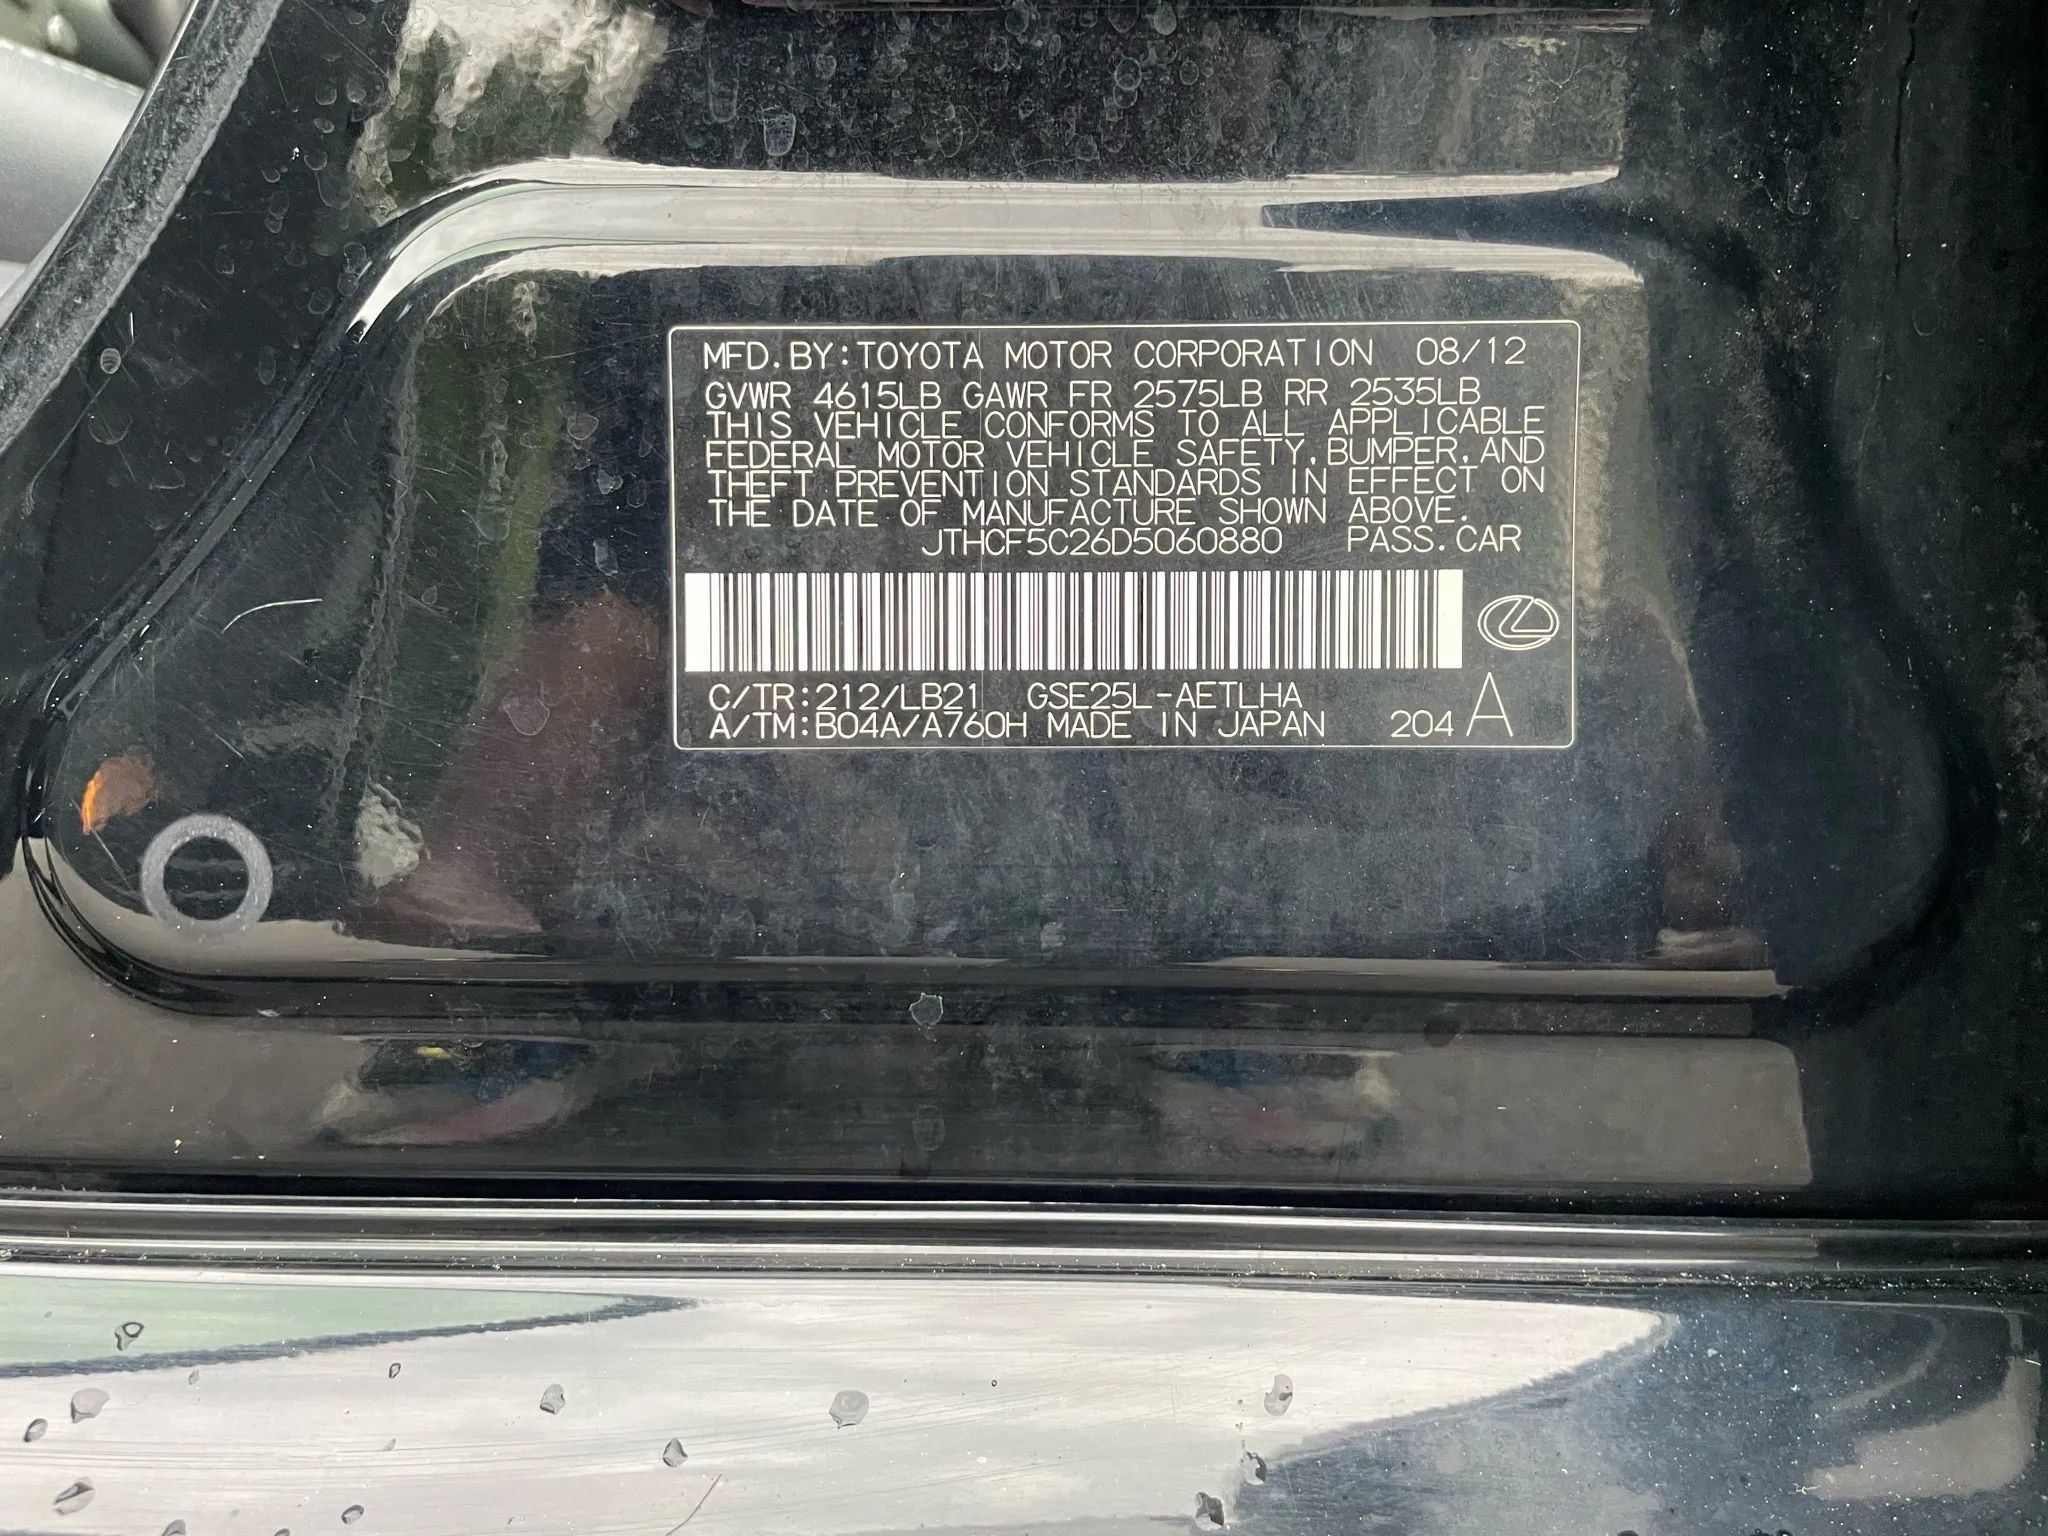 MFD.BY:TOYOTA MOTOR CORPORATION 08/12
GVWR 4615LB GAWR FR 2575LB RR 2535LB
THIS VEHICLE CONFORMS TO ALL APPLICABLE
FEDERAL MOTOR VEHICLE SAFETY,BUMPER,AND
THEFT PREVENTION STANDARDS IN EFFECT ON
THE DATE OF MANUFACTURE SHOWN ABOVE.
JTHCF5C26D5060880 PASS.CAR
C/TR:212/LB21 GSE25L-AETLHA
A/TM:B04A/A760H MADE IN JAPAN 204 A